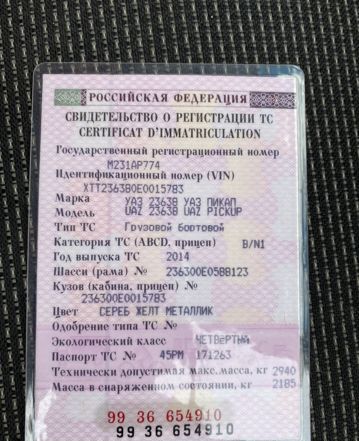 РОССИЙСКАЯ ФЕДЕРАЦИЯ
СВИДЕТЕЛЬСТВО О РЕГИСТРАЦИИ ТС
CERTIFICAT D'IMMATRICULATION
Государственный регистрационный номер
М231АР774
Идентификационный номер (VIN)
XTT236380E0015783
Марка УАЗ 23638 УАЗ ПИКАП
Модель UAZ 23638 UAZ PICKUP
Тип ТС Грузовой бортовой
Категория ТС (ABCD, прицеп) B/N1
Год выпуска ТС 2014
Шасси (рама) № 236300E0588123
Кузов (кабина, прицеп) №
236300E0015783
Цвет СЕРЕБ ЖЕЛТ МЕТАЛЛИК
Одобрение типа ТС №
Экологический класс ЧЕТВЕРТЫЙ
Паспорт ТС № 45РМ 171263
Технически допустимая макс. масса, кг 2940
Масса в снаряженном состоянии, кг 2185
99 36 654910
99 36 654910